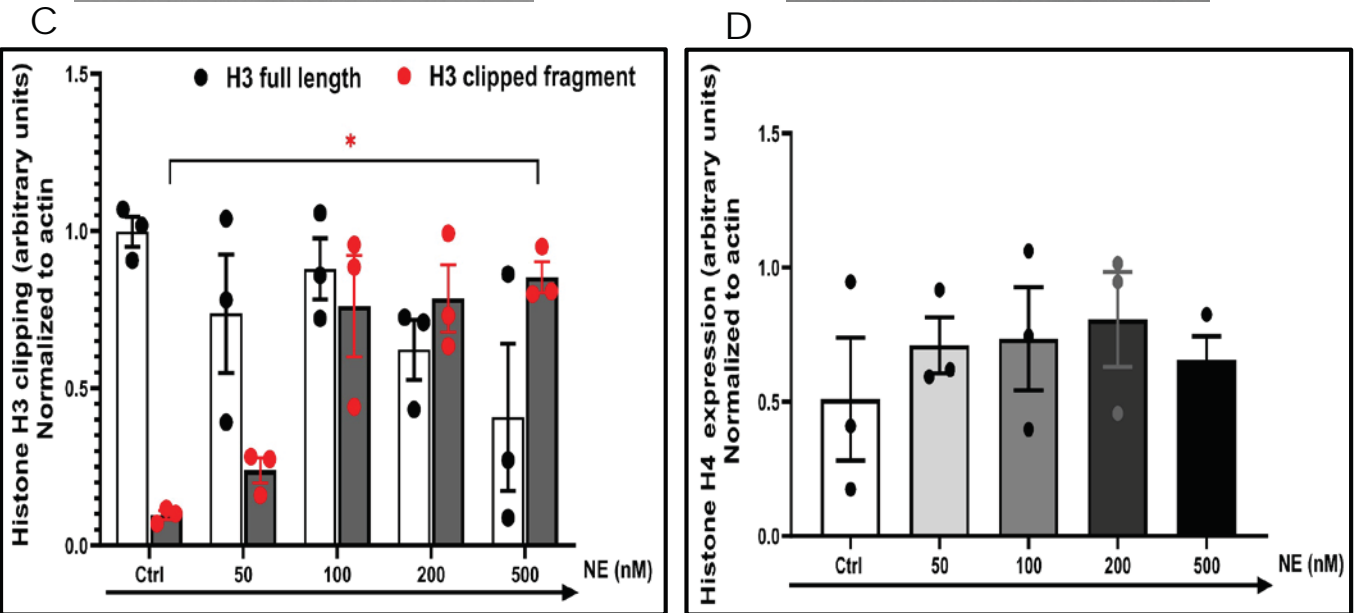 C
Histone H3 clipping (arbitrary units)
Normalized to actin
H3 full length
H3 clipped fragment
*
1.5
1.0
0.5
0.0
Ctrl
50
100
200
500
NE (nM)
D
Histone H4 expression (arbitrary units)
Normalized to actin
1.5
1.0
0.5
0.0
Ctrl
50
100
200
500
NE (nM)